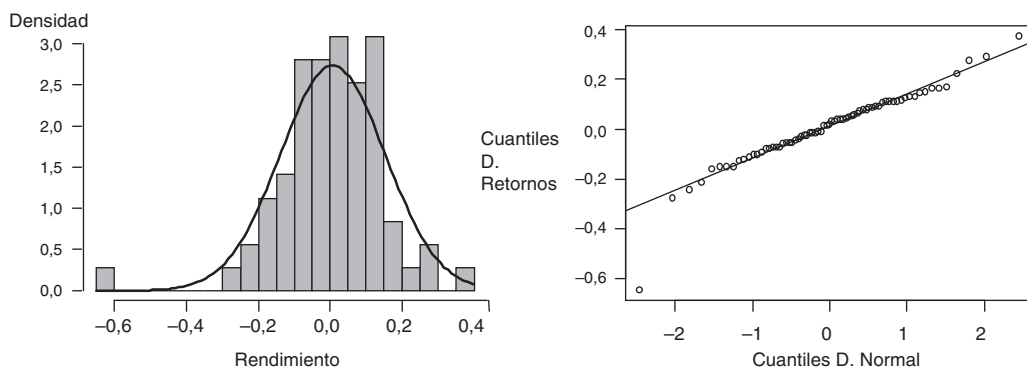 Densidad
3,0
2,5
2,0
1,5
1,0
0,5
0,0
−0,6 −0,4 −0,2 0,0 0,2 0,4
Rendimiento
Cuantiles
D.
Retornos
0,4
0,2
0,0
−0,2
−0,4
−0,6
−2 −1 0 1 2
Cuantiles D. Normal